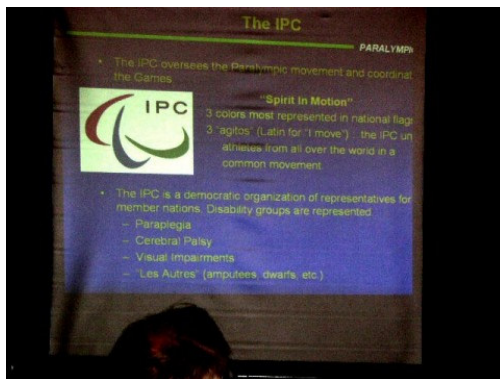 The IPC
PARALYMPI
• The IPC oversees the Paralympic movement and coordinat
the Games
IPC
"Spirit In Motion"
3 colors most represented in national flags
3 "agitos" (Latin for "I move") : the IPC un
athletes from all over the world in a
common movement.
• The IPC is a democratic organization of representatives for
member nations. Disability groups are represented
– Paraplegia
– Cerebral Palsy
– Visual Impairments
– "Les Autres" (amputees, dwarfs, etc.)